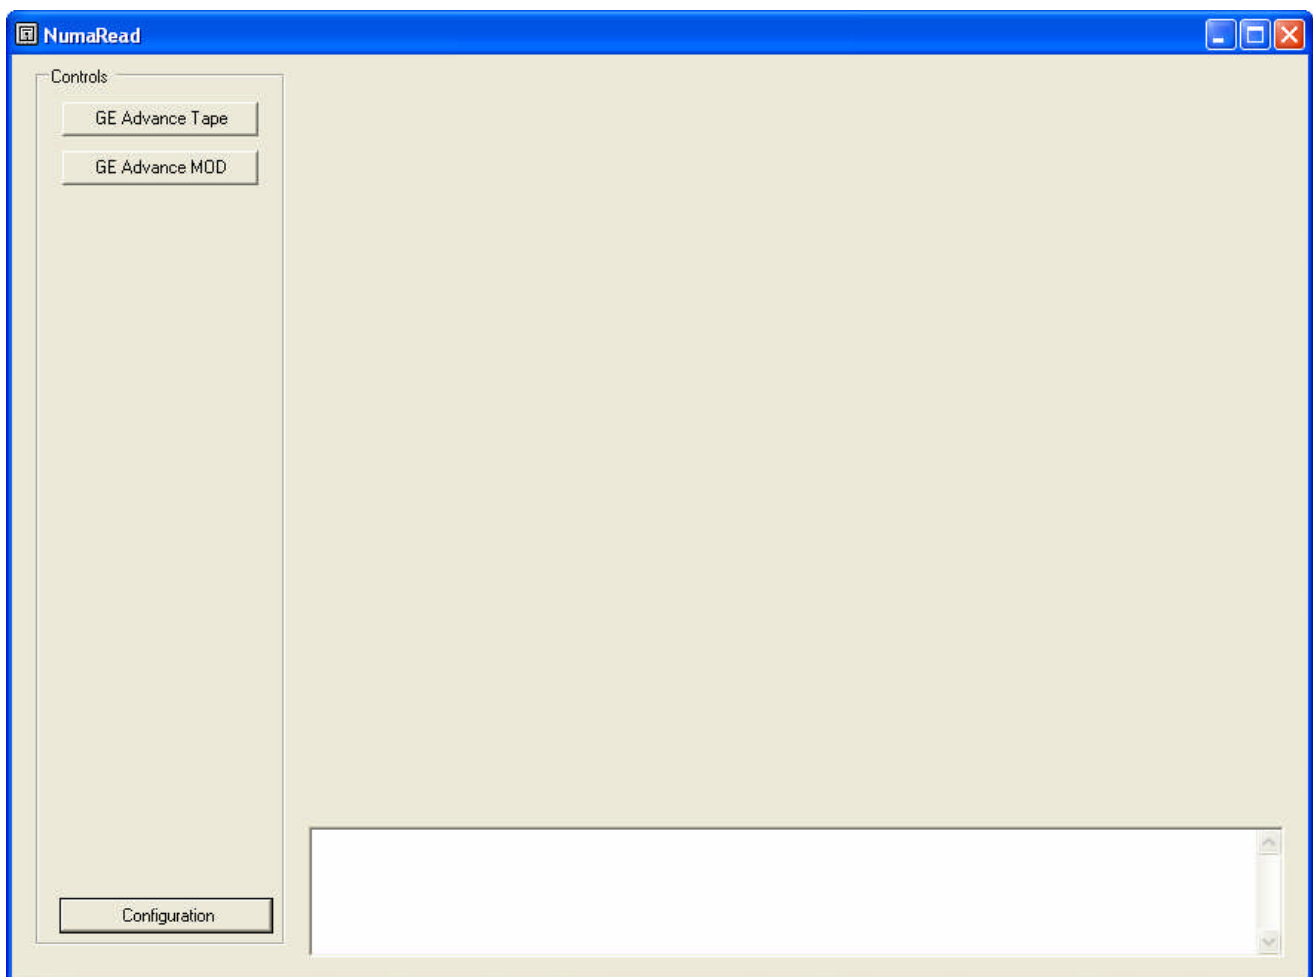 NumaRead
Controls
GE Advance Tape
GE Advance MOD
Configuration